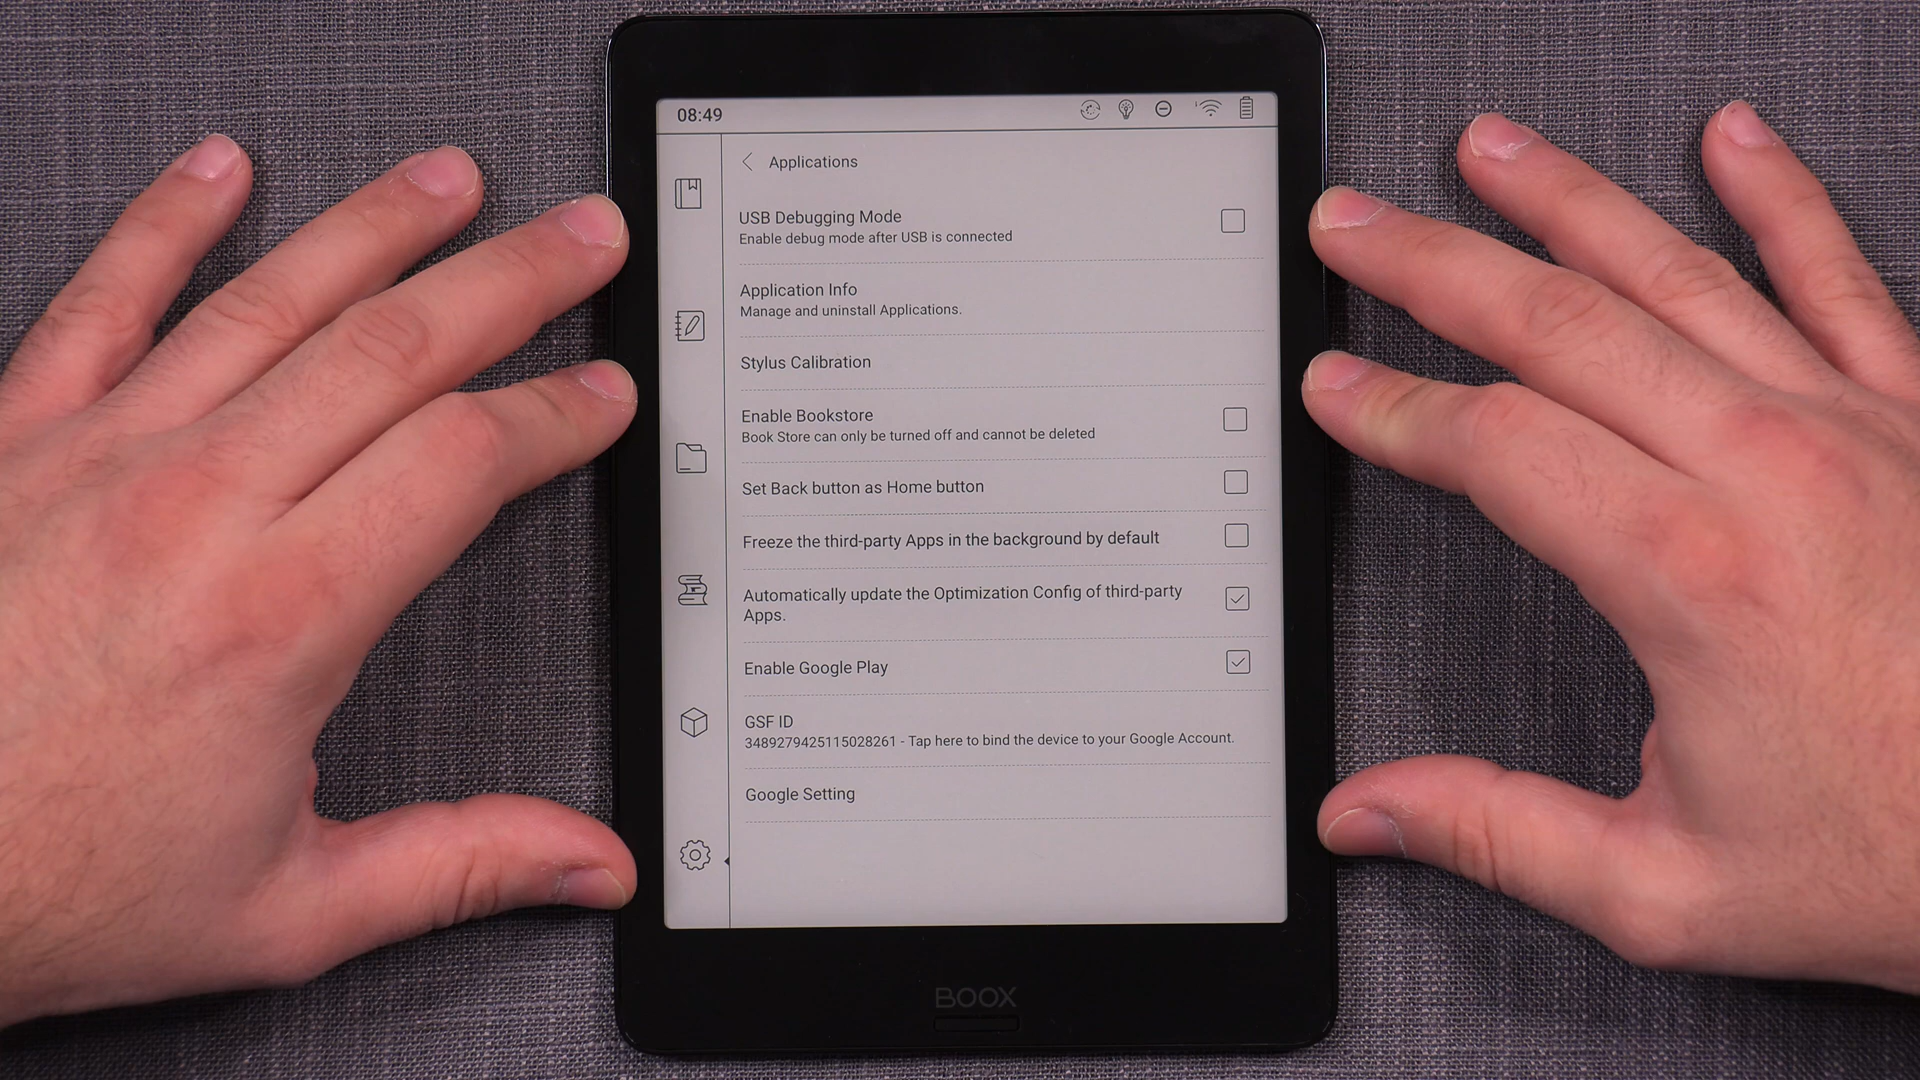 08:49
Applications
USB Debugging Mode
Enable debug mode after USB is connected
Application Info
Manage and uninstall Applications.
Stylus Calibration
Enable Bookstore
Book Store can only be turned off and cannot be deleted
Set Back button as Home button
Freeze the third-party Apps in the background by default
Automatically update the Optimization Config of third-party
Apps.
Enable Google Play
GSF ID
3489279425115028261 - Tap here to bind the device to your Google Account.
Google Setting
BOOX